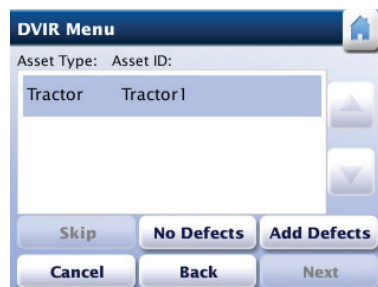 DVIR Menu
Asset Type: Asset ID:
Tractor Tractor1
Skip No Defects Add Defects
Cancel Back Next